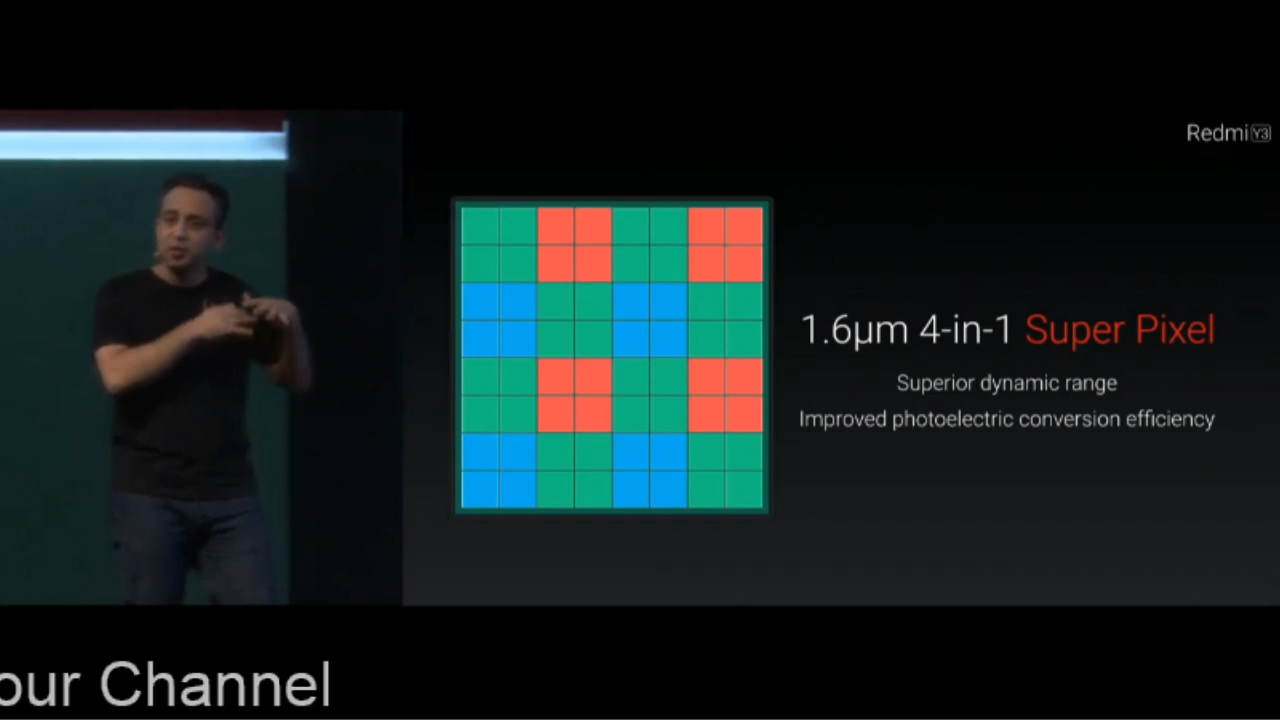 Redmi Y3
1.6µm 4-in-1 Super Pixel
Superior dynamic range
Improved photoelectric conversion efficiency
our Channel